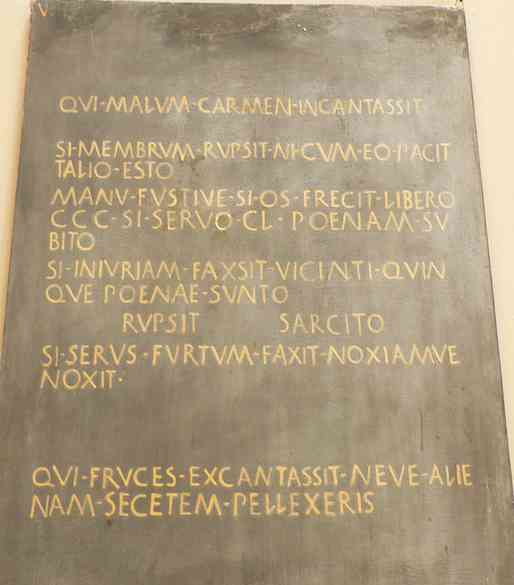 V
QVI·MALVM·CARMEN·INCANTASSIT
SI·MEMBRVM·RVPSIT·NI·CVM·EO·PACIT
TALIO·ESTO
MANV·FVSTIVE·SI·OS·FRECIT·LIBERO
CCC·SI·SERVO·CL·POENAM·SV
BITO
SI·INIVRIAM·FAXSIT·VICINTI·QVIN
QVE POENAE·SVNTO
RVPSIT SARCITO
SI·SERVS·FVRTVM·FAXIT·NOXIAMVE
NOXIT·
QVI·FRVCES·EXCANTASSIT·NEVE·ALIE
NAM·SECETEM·PELLEXERIS